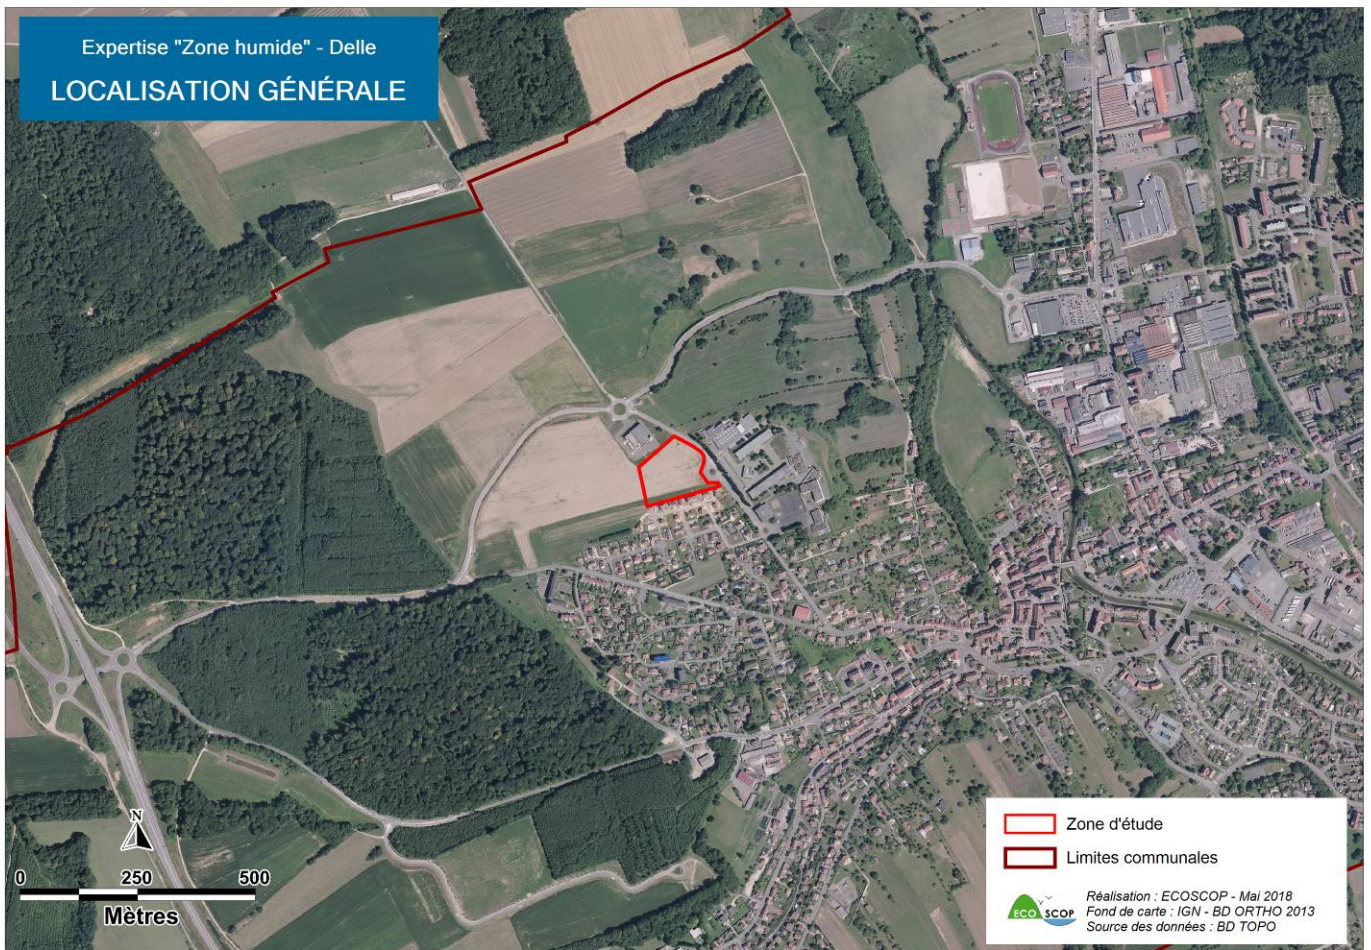 Expertise "Zone humide" - Delle
LOCALISATION GÉNÉRALE
N
0 250 500
Mètres
Zone d'étude
Limites communales
ECO SCOP
Réalisation : ECOSCOP - Mai 2018
Fond de carte : IGN - BD ORTHO 2013
Source des données : BD TOPO